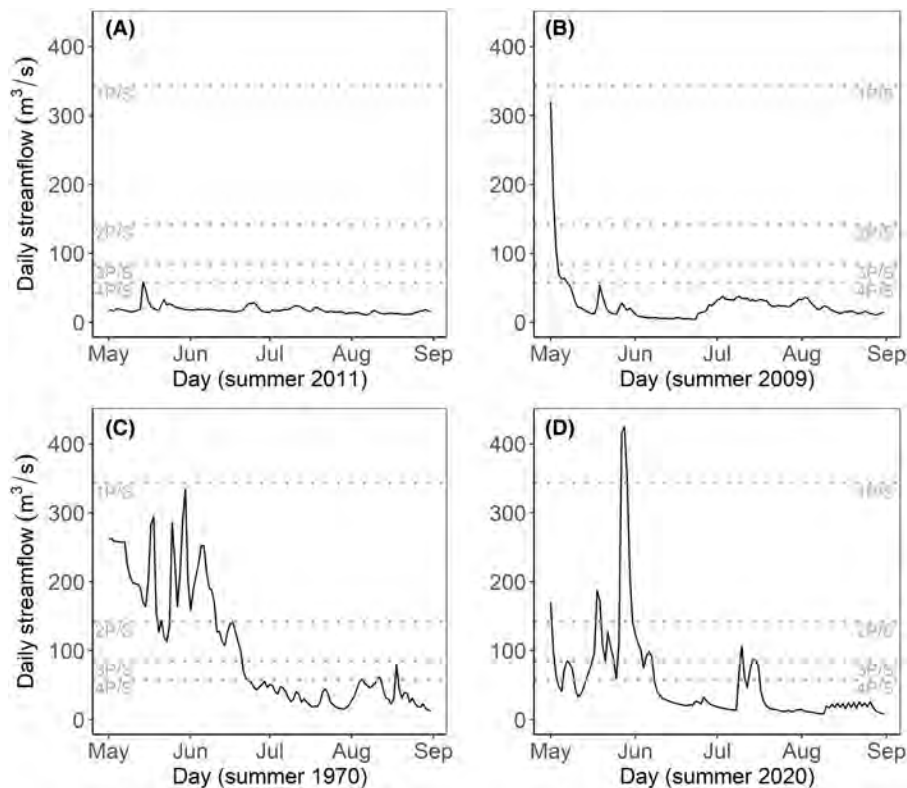 (A)
Daily streamflow (m³/s)
400
300
200
100
0
1P/S
2P/S
3P/S
4P/S
May Jun Jul Aug Sep
Day (summer 2011)
(B)
400
300
200
100
0
1P/S
2P/S
3P/S
4P/S
May Jun Jul Aug Sep
Day (summer 2009)
(C)
Daily streamflow (m³/s)
400
300
200
100
0
1P/S
2P/S
3P/S
4P/S
May Jun Jul Aug Sep
Day (summer 1970)
(D)
400
300
200
100
0
1P/S
2P/S
3P/S
4P/S
May Jun Jul Aug Sep
Day (summer 2020)